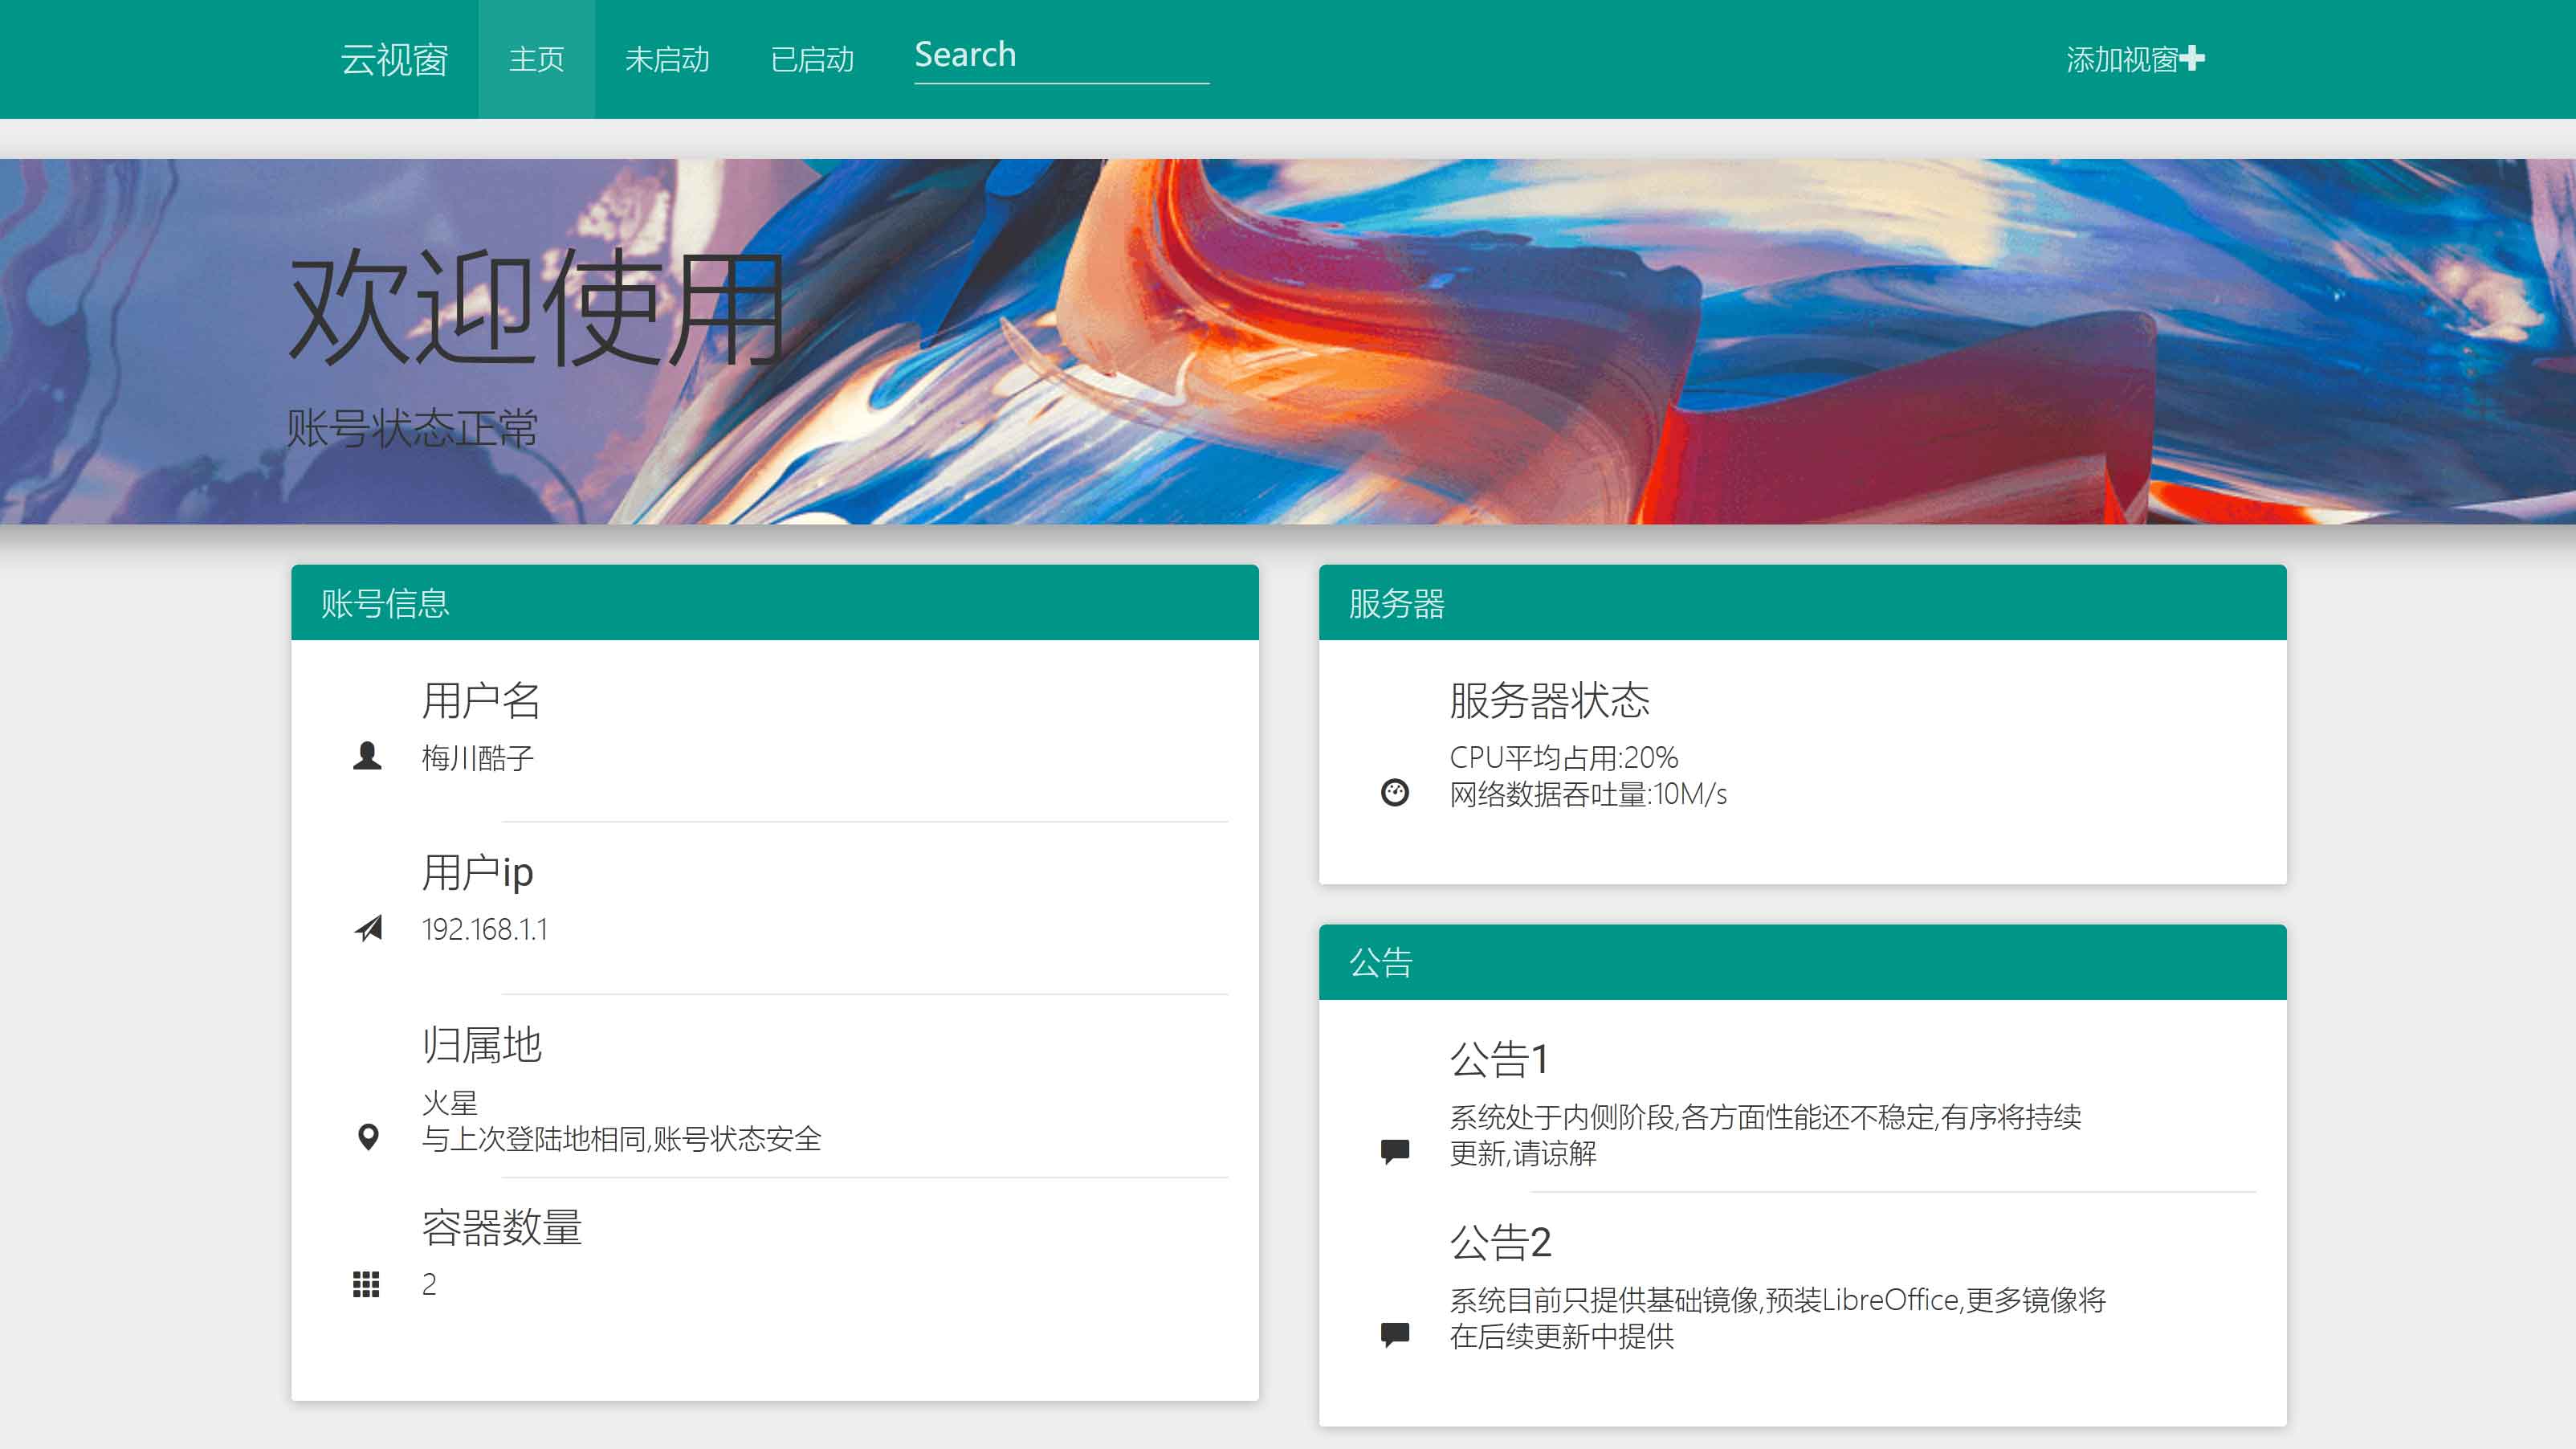 云视窗
主页
未启动
已启动
Search
添加视窗
欢迎使用
账号状态正常
账号信息
用户名
梅川酷子
用户ip
192.168.1.1
归属地
火星
与上次登陆地相同,账号状态安全
容器数量
2
服务器
服务器状态
CPU平均占用:20%
网络数据吞吐量:10M/s
公告
公告1
系统处于内侧阶段,各方面性能还不稳定,有序将持续
更新,请谅解
公告2
系统目前只提供基础镜像,预装LibreOffice,更多镜像将
在后续更新中提供